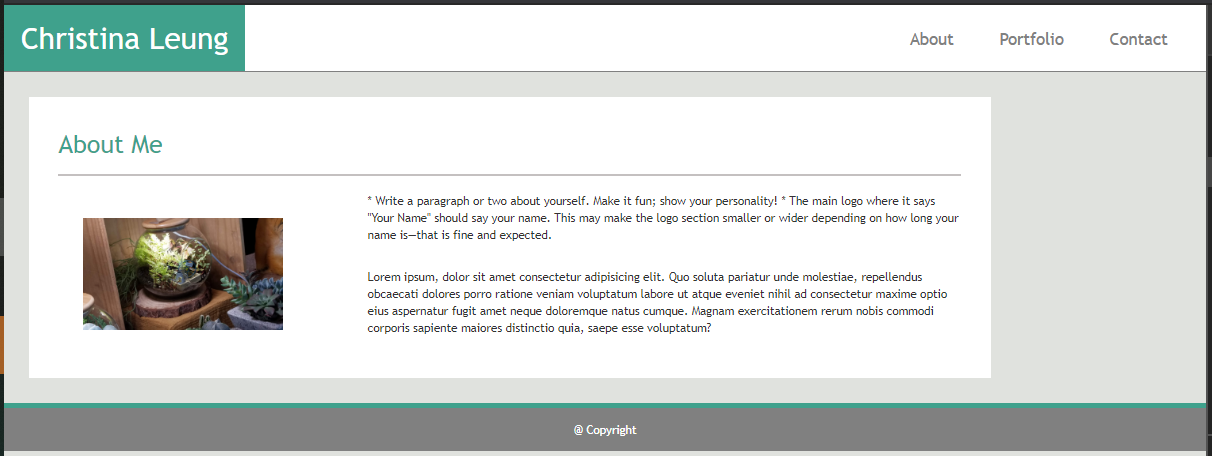 Christina Leung
About Portfolio Contact
About Me
* Write a paragraph or two about yourself. Make it fun; show your personality! * The main logo where it says
"Your Name" should say your name. This may make the logo section smaller or wider depending on how long your
name is—that is fine and expected.
Lorem ipsum, dolor sit amet consectetur adipisicing elit. Quo soluta pariatur unde molestiae, repellendus
obcaecati dolores porro ratione veniam voluptatum labore ut atque eveniet nihil ad consectetur maxime optio
eius aspernatur fugit amet neque doloremque natus cumque. Magnam exercitationem rerum nobis commodi
corporis sapiente maiores distinctio quia, saepe esse voluptatum?
@ Copyright